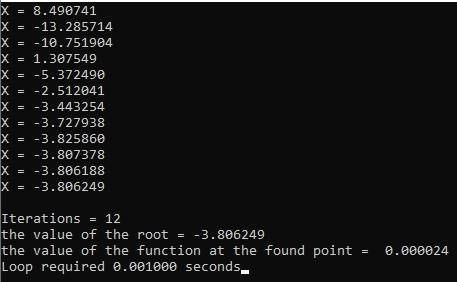 X = 8.490741
X = -13.285714
X = -10.751904
X = 1.307549
X = -5.372490
X = -2.512041
X = -3.443254
X = -3.727938
X = -3.825860
X = -3.807378
X = -3.806188
X = -3.806249
Iterations = 12
the value of the root = -3.806249
the value of the function at the found point =  0.000024
Loop required 0.001000 seconds